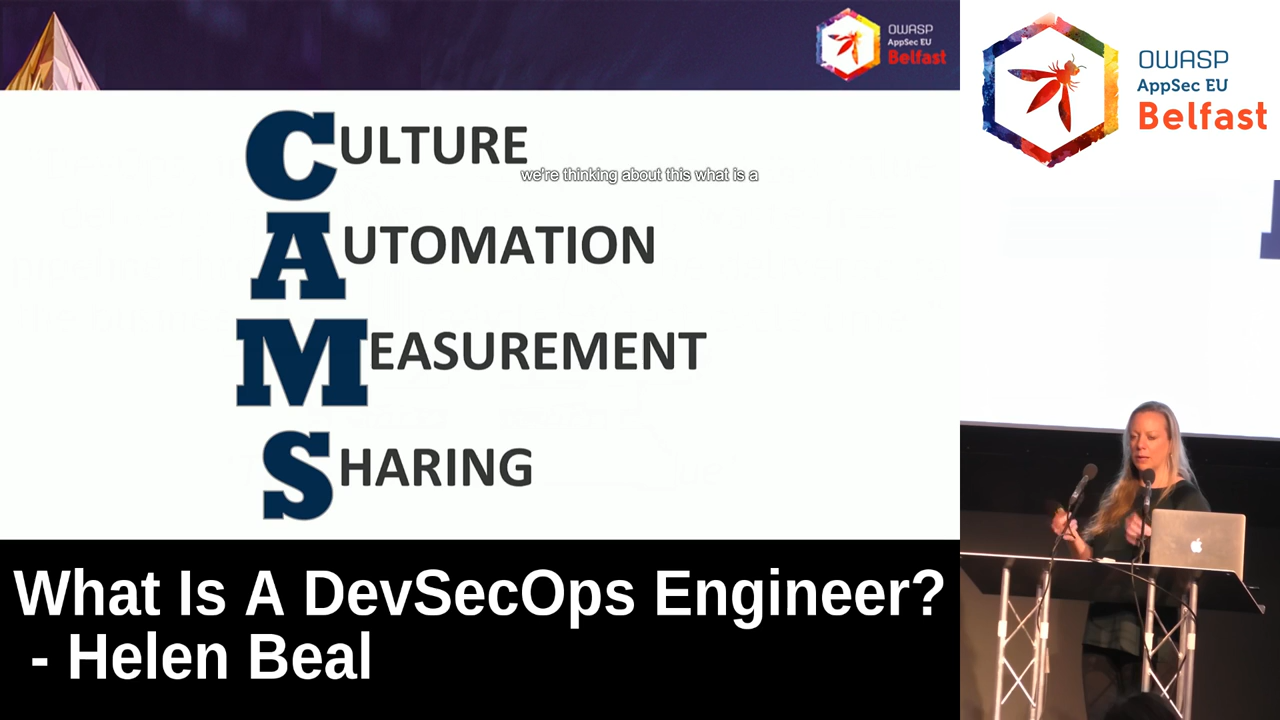 OWASP
AppSec EU
Belfast
CULTURE
we're thinking about this what is a
AUTOMATION
MEASUREMENT
SHARING
What Is A DevSecOps Engineer?
- Helen Beal
OWASP
AppSec EU
Belfast